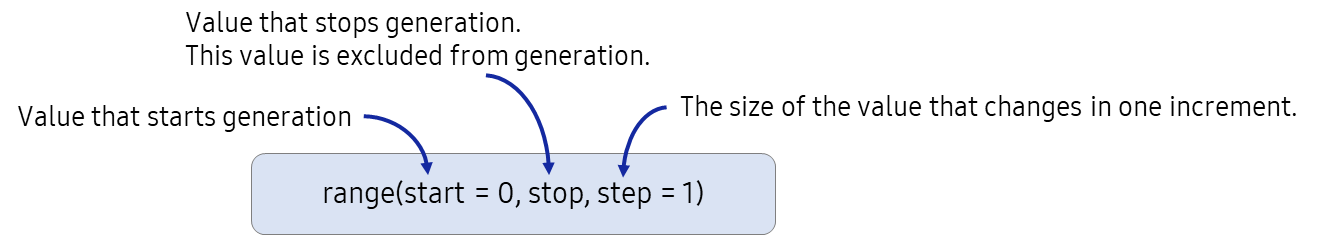 Value that stops generation.
This value is excluded from generation.
Value that starts generation
The size of the value that changes in one increment.
range(start = 0, stop, step = 1)